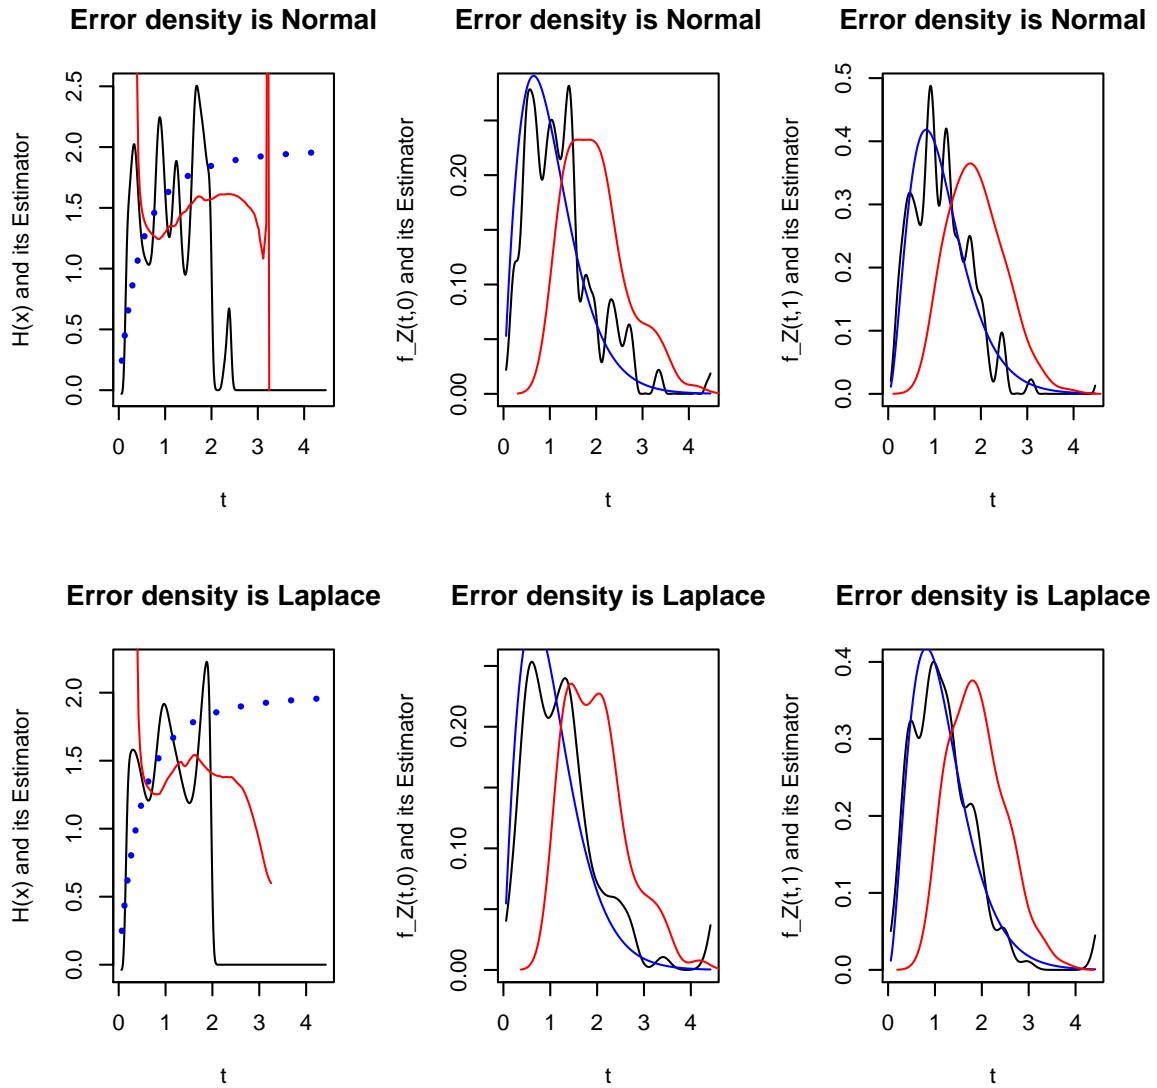 Error density is Normal
H(x) and its Estimator
0.0 0.5 1.0 1.5 2.0 2.5
0 1 2 3 4
t
Error density is Normal
f_Z(t,0) and its Estimator
0.00 0.10 0.20
0 1 2 3 4
t
Error density is Normal
f_Z(t,1) and its Estimator
0.0 0.1 0.2 0.3 0.4 0.5
0 1 2 3 4
t
Error density is Laplace
H(x) and its Estimator
0.0 0.5 1.0 1.5 2.0
0 1 2 3 4
t
Error density is Laplace
f_Z(t,0) and its Estimator
0.00 0.10 0.20
0 1 2 3 4
t
Error density is Laplace
f_Z(t,1) and its Estimator
0.0 0.1 0.2 0.3 0.4
0 1 2 3 4
t